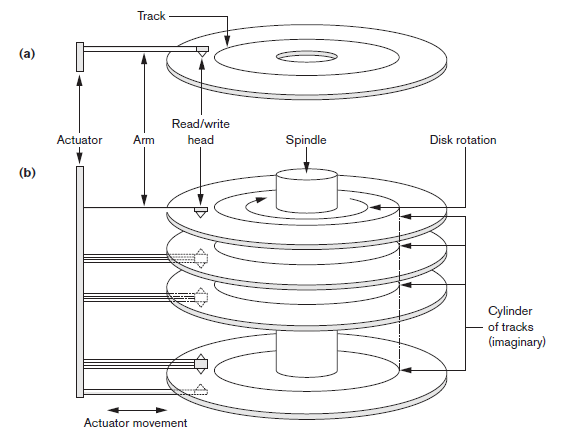 Track
(a)
Read/write
Actuator Arm head Spindle Disk rotation
(b)
Cylinder
of tracks
(imaginary)
Actuator movement